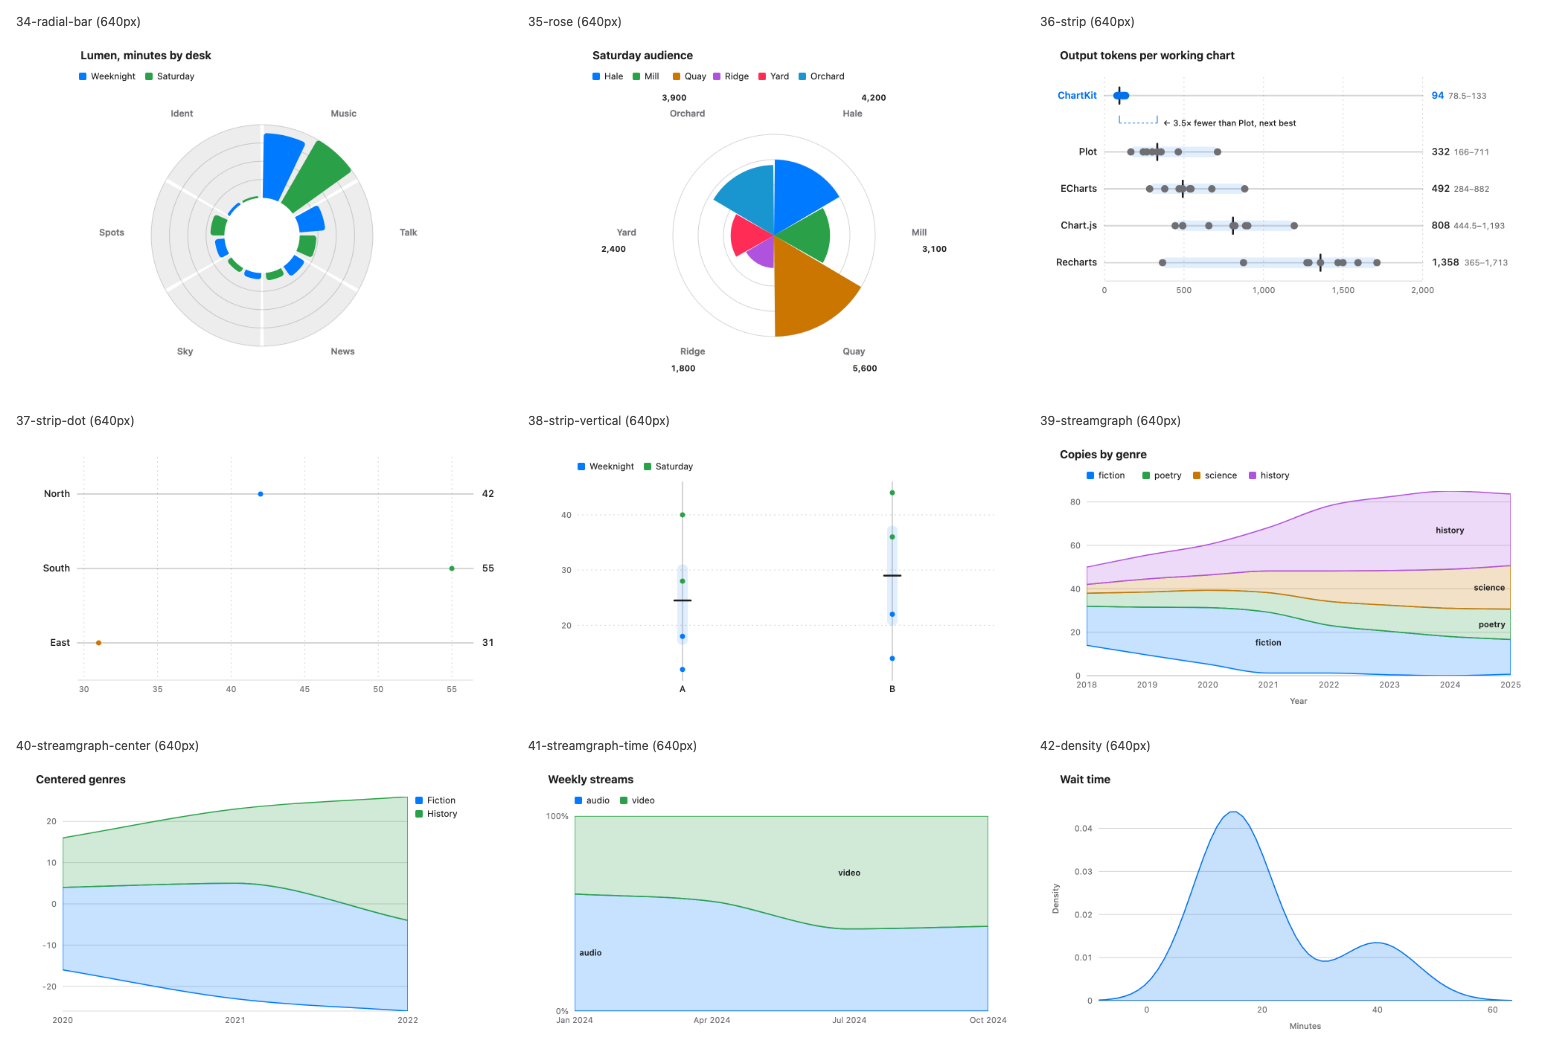 34-radial-bar (640px)
Lumen, minutes by desk
Weeknight
Saturday
Ident
Music
Spots
Talk
Sky
News
35-rose (640px)
Saturday audience
Hale
Mill
Quay
Ridge
Yard
Orchard
3,900
4,200
Orchard
Hale
Yard
2,400
Mill
3,100
Ridge
Quay
1,800
5,600
36-strip (640px)
Output tokens per working chart
ChartKit
94 78.5–133
← 3.5× fewer than Plot, next best
Plot
332 166–711
ECharts
492 284–882
Chart.js
808 444.5–1,193
Recharts
1,358 365–1,713
0 500 1,000 1,500 2,000
37-strip-dot (640px)
North 42
South 55
East 31
30 35 40 45 50 55
38-strip-vertical (640px)
Weeknight
Saturday
40
30
20
A B
39-streamgraph (640px)
Copies by genre
fiction
poetry
science
history
80
60
40
20
0
history
science
poetry
fiction
2018 2019 2020 2021 2022 2023 2024 2025
Year
40-streamgraph-center (640px)
Centered genres
Fiction
History
20
10
0
-10
-20
2020 2021 2022
41-streamgraph-time (640px)
Weekly streams
audio
video
100%
video
audio
0%
Jan 2024 Apr 2024 Jul 2024 Oct 2024
42-density (640px)
Wait time
0.04
0.03
0.02
0.01
0
Density
0 20 40 60
Minutes